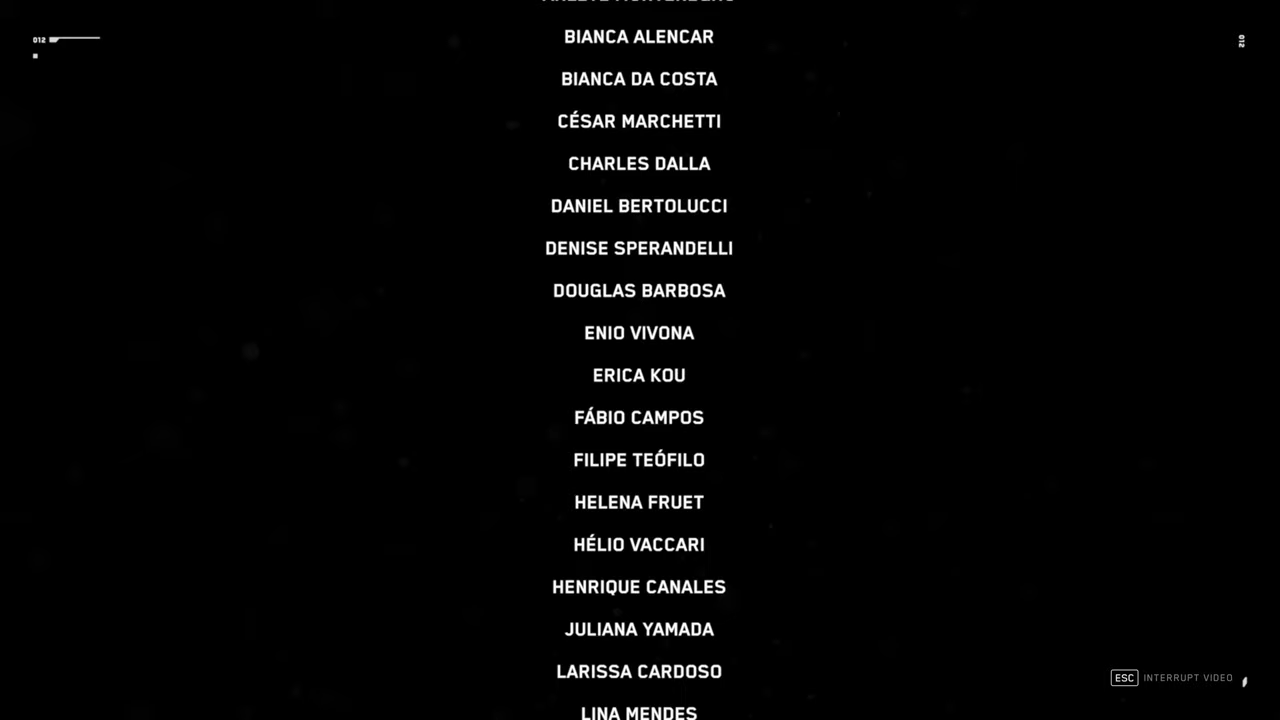 012
012
BIANCA ALENCAR
BIANCA DA COSTA
CÉSAR MARCHETTI
CHARLES DALLA
DANIEL BERTOLUCCI
DENISE SPERANDELLI
DOUGLAS BARBOSA
ENIO VIVONA
ERICA KOU
FÁBIO CAMPOS
FILIPE TEÓFILO
HELENA FRUET
HÉLIO VACCARI
HENRIQUE CANALES
JULIANA YAMADA
LARISSA CARDOSO
ESC INTERRUPT VIDEO
LINA MENDES